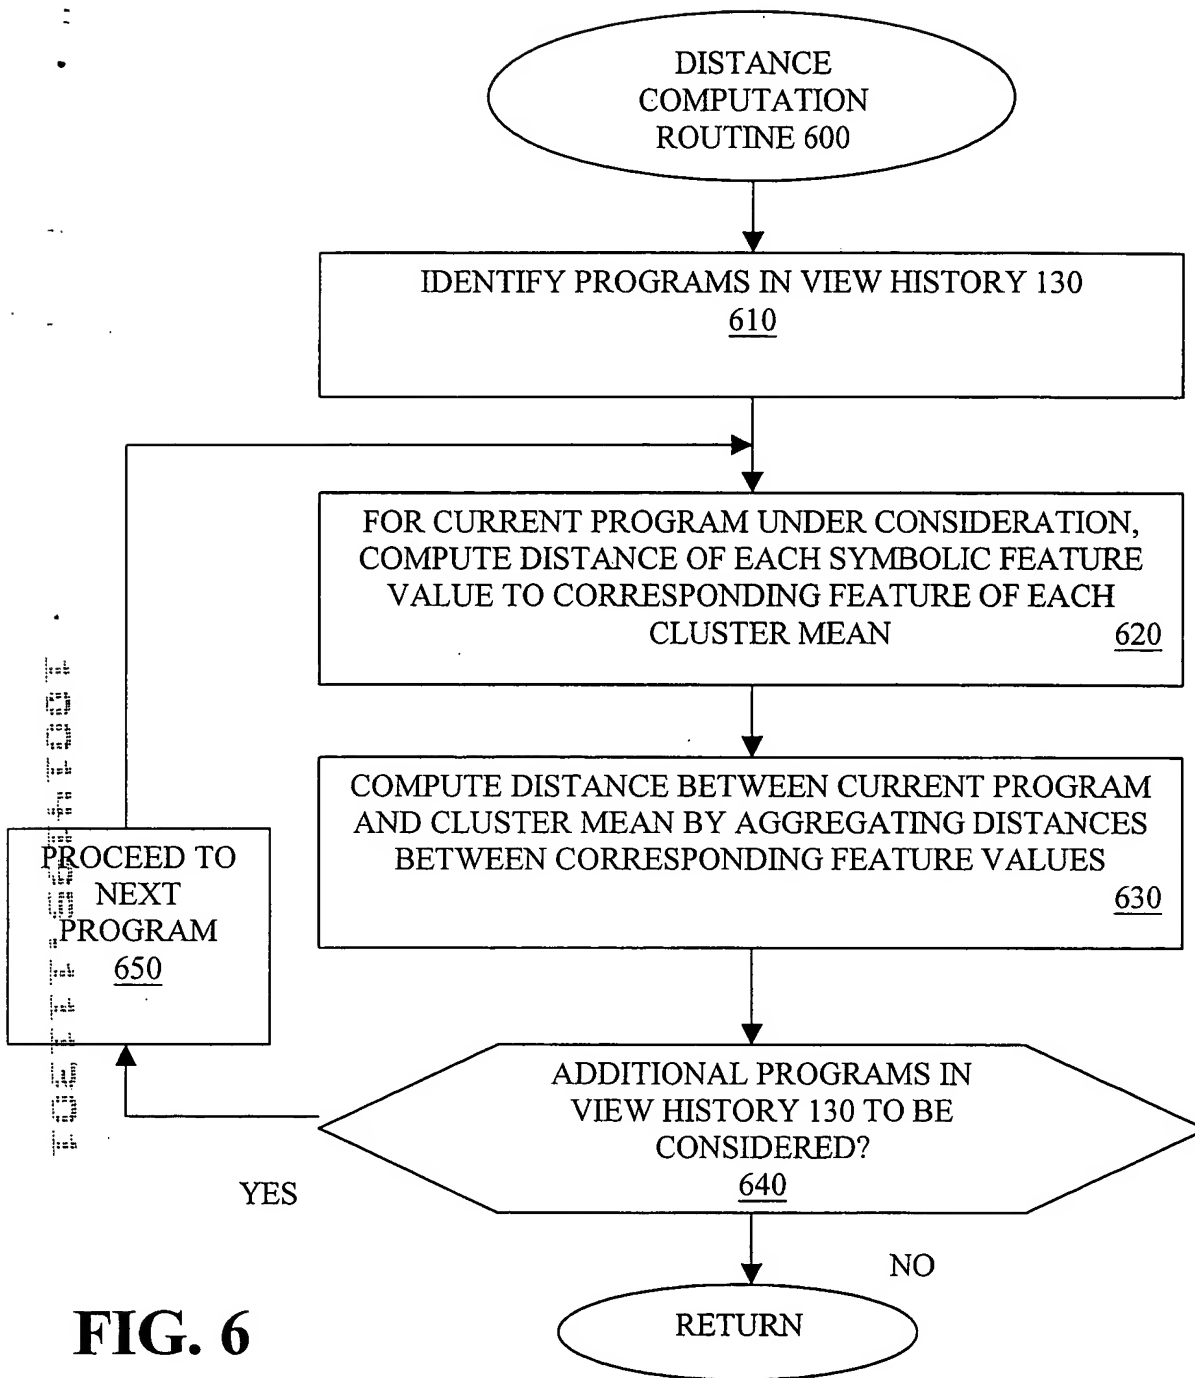 DISTANCE
COMPUTATION
ROUTINE 600
IDENTIFY PROGRAMS IN VIEW HISTORY 130
610
FOR CURRENT PROGRAM UNDER CONSIDERATION,
COMPUTE DISTANCE OF EACH SYMBOLIC FEATURE
VALUE TO CORRESPONDING FEATURE OF EACH
CLUSTER MEAN 620
COMPUTE DISTANCE BETWEEN CURRENT PROGRAM
AND CLUSTER MEAN BY AGGREGATING DISTANCES
BETWEEN CORRESPONDING FEATURE VALUES
630
PROCEED TO
NEXT
PROGRAM
650
ADDITIONAL PROGRAMS IN
VIEW HISTORY 130 TO BE
CONSIDERED?
640
YES
NO
RETURN
FIG. 6